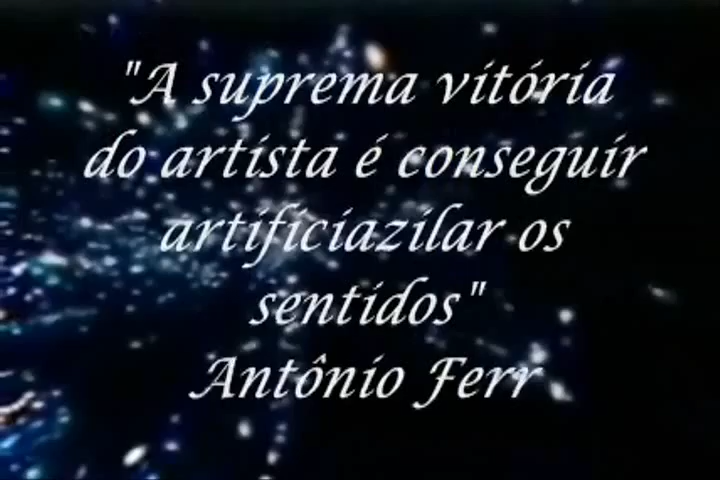 "A suprema vitória
do artista é conseguir
artificiazilar os
sentidos"
Antônio Ferr